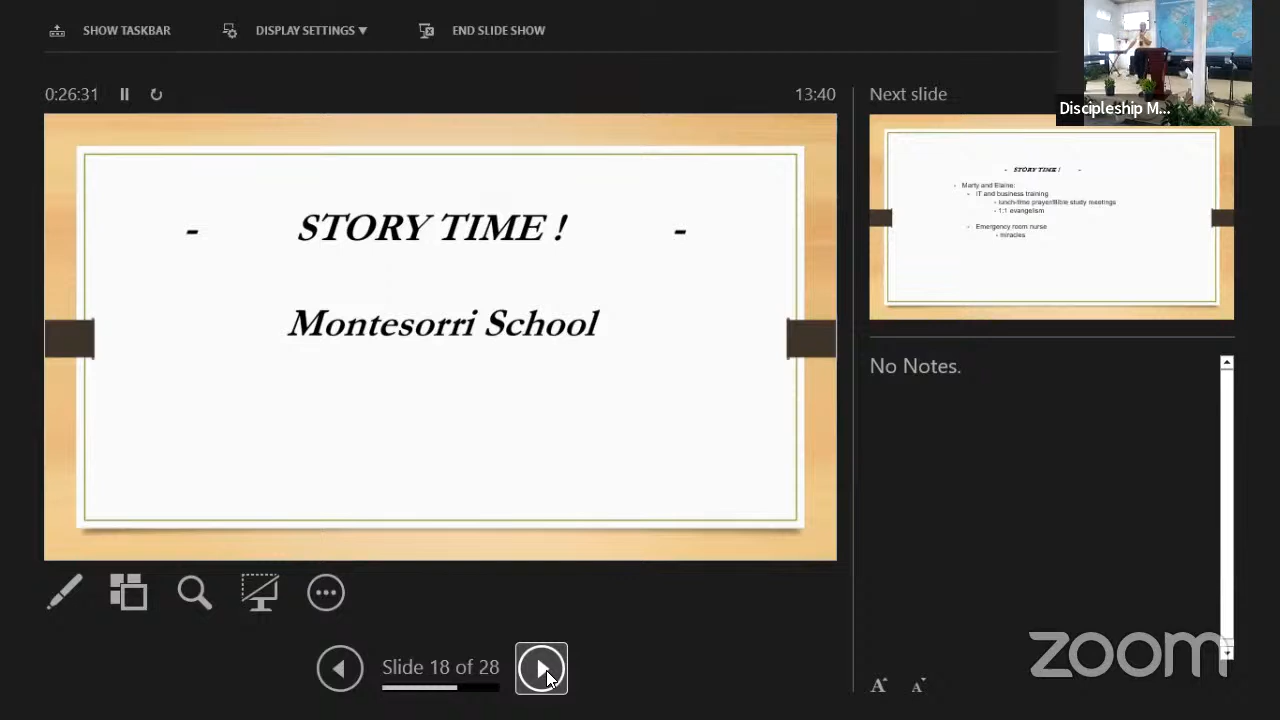 SHOW TASKBAR DISPLAY SETTINGS ▼ END SLIDE SHOW
Discipleship M...
0:26:31 13:40 Next slide
- STORY TIME ! -
Montesorri School
- STORY TIME ! -
- Marty and Elaine:
- IT and business training
- lunch-time prayer/Bible study meetings
- 1:1 evangelism
- Emergency room nurse
- miracles
No Notes.
Slide 18 of 28
zoom
A A